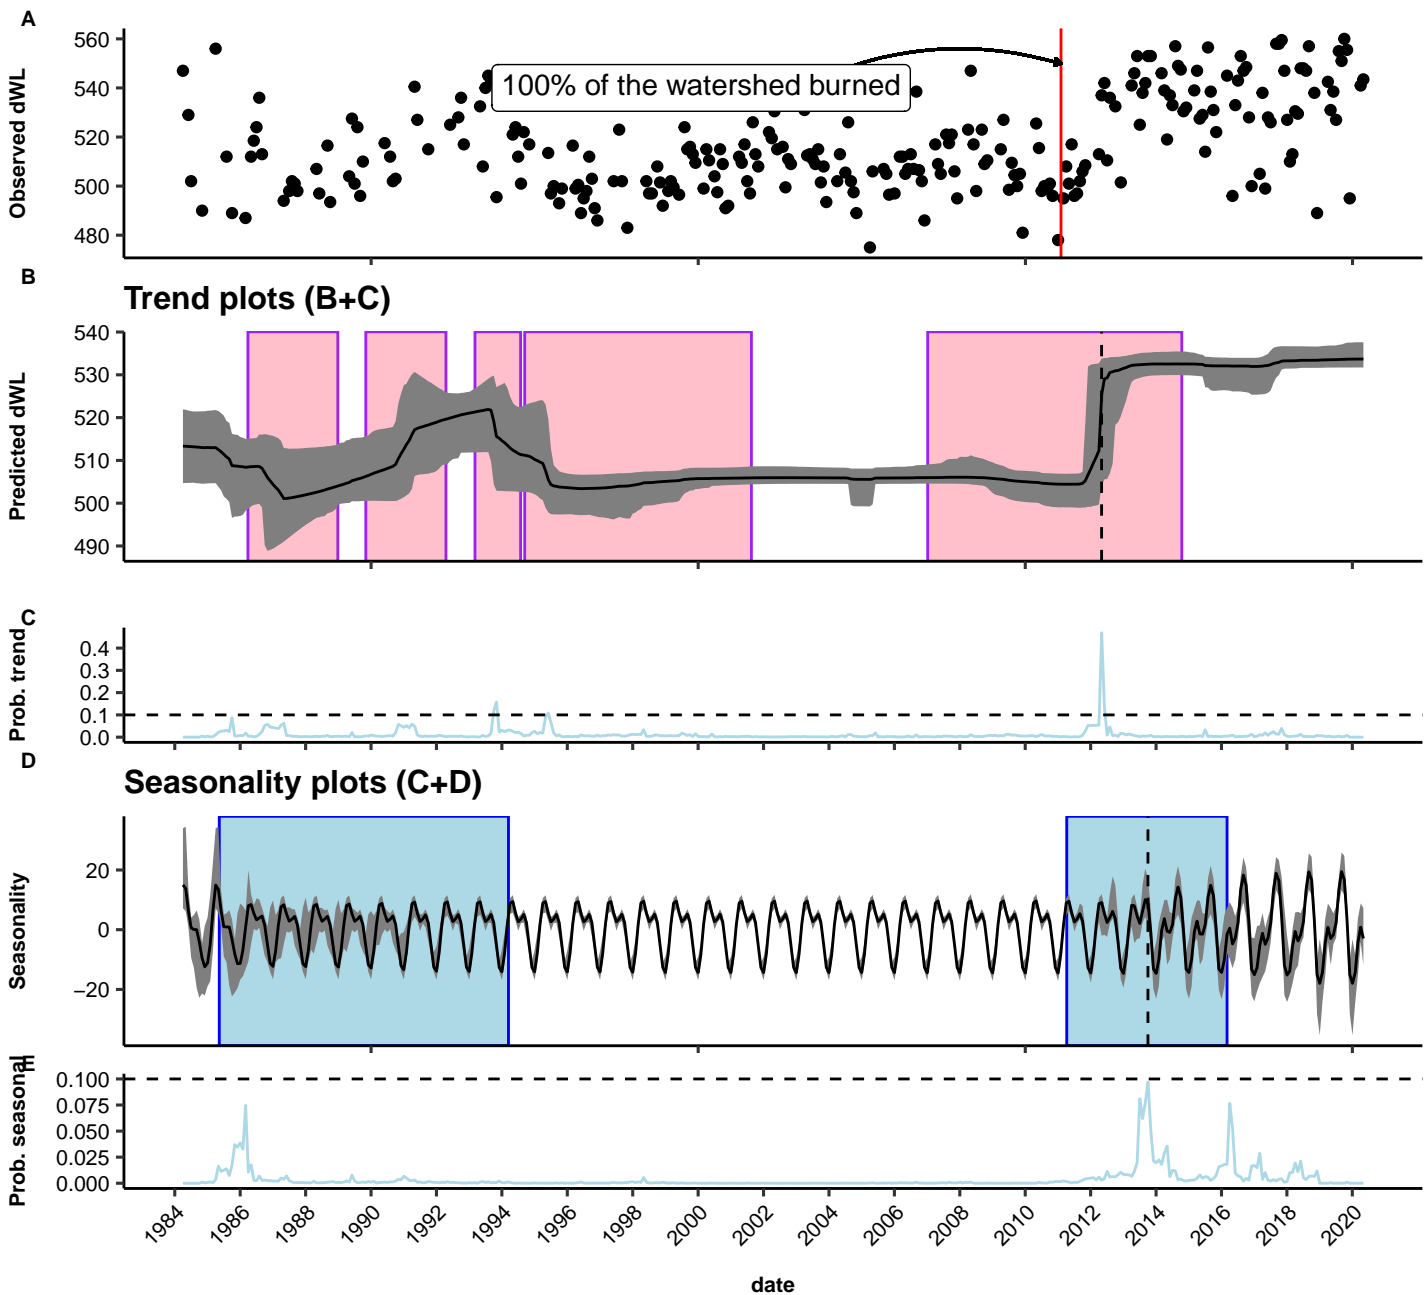 A
Observed dWL
560
540
520
500
480
100% of the watershed burned
B
Trend plots (B+C)
Predicted dWL
540
530
520
510
500
490
C
Prob. trend
0.4
0.3
0.2
0.1
0.0
D
Seasonality plots (C+D)
Seasonality
20
0
−20
E
Prob. seasonal
0.100
0.075
0.050
0.025
0.000
1984 1986 1988 1990 1992 1994 1996 1998 2000 2002 2004 2006 2008 2010 2012 2014 2016 2018 2020
date